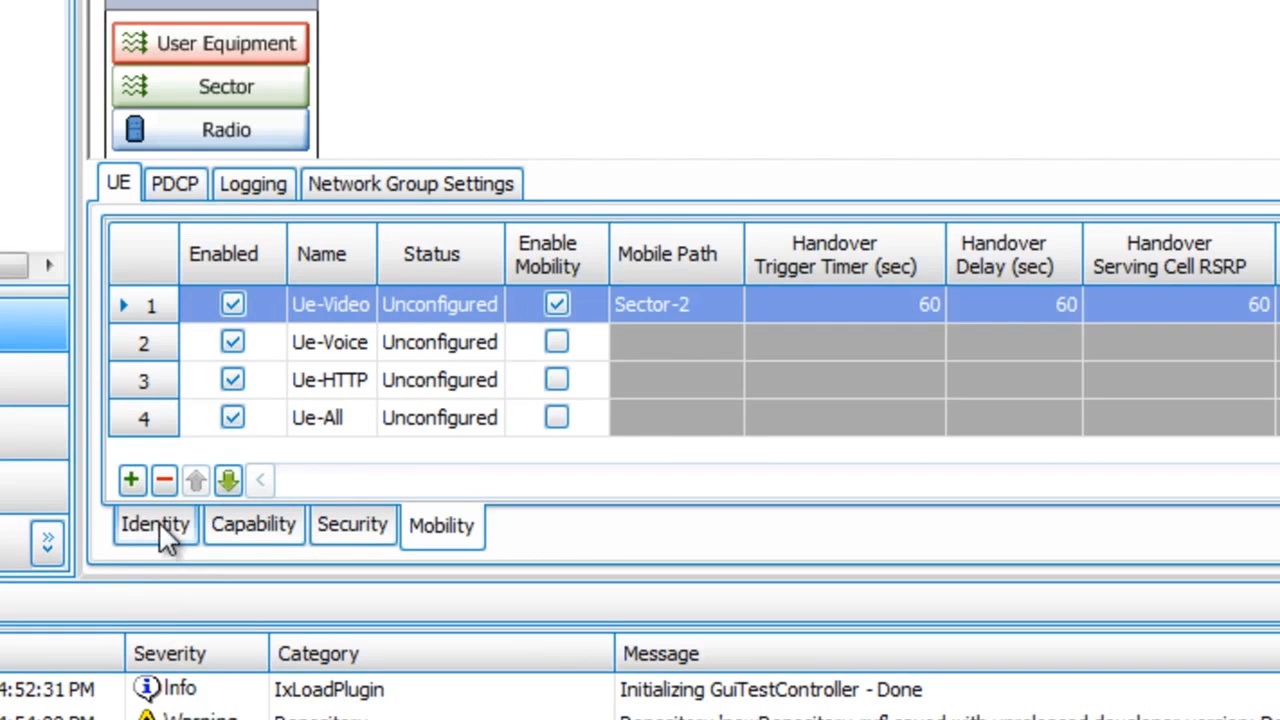 User Equipment
Sector
Radio
UE PDCP Logging Network Group Settings
Enabled Name Status Enable Mobility Mobile Path Handover Trigger Timer (sec) Handover Delay (sec) Handover Serving Cell RSRP
1 Ue-Video Unconfigured Sector-2 60 60 60
2 Ue-Voice Unconfigured
3 Ue-HTTP Unconfigured
4 Ue-All Unconfigured
Identity Capability Security Mobility
Severity Category Message
4:52:31 PM Info IxLoadPlugin Initializing GuiTestController - Done